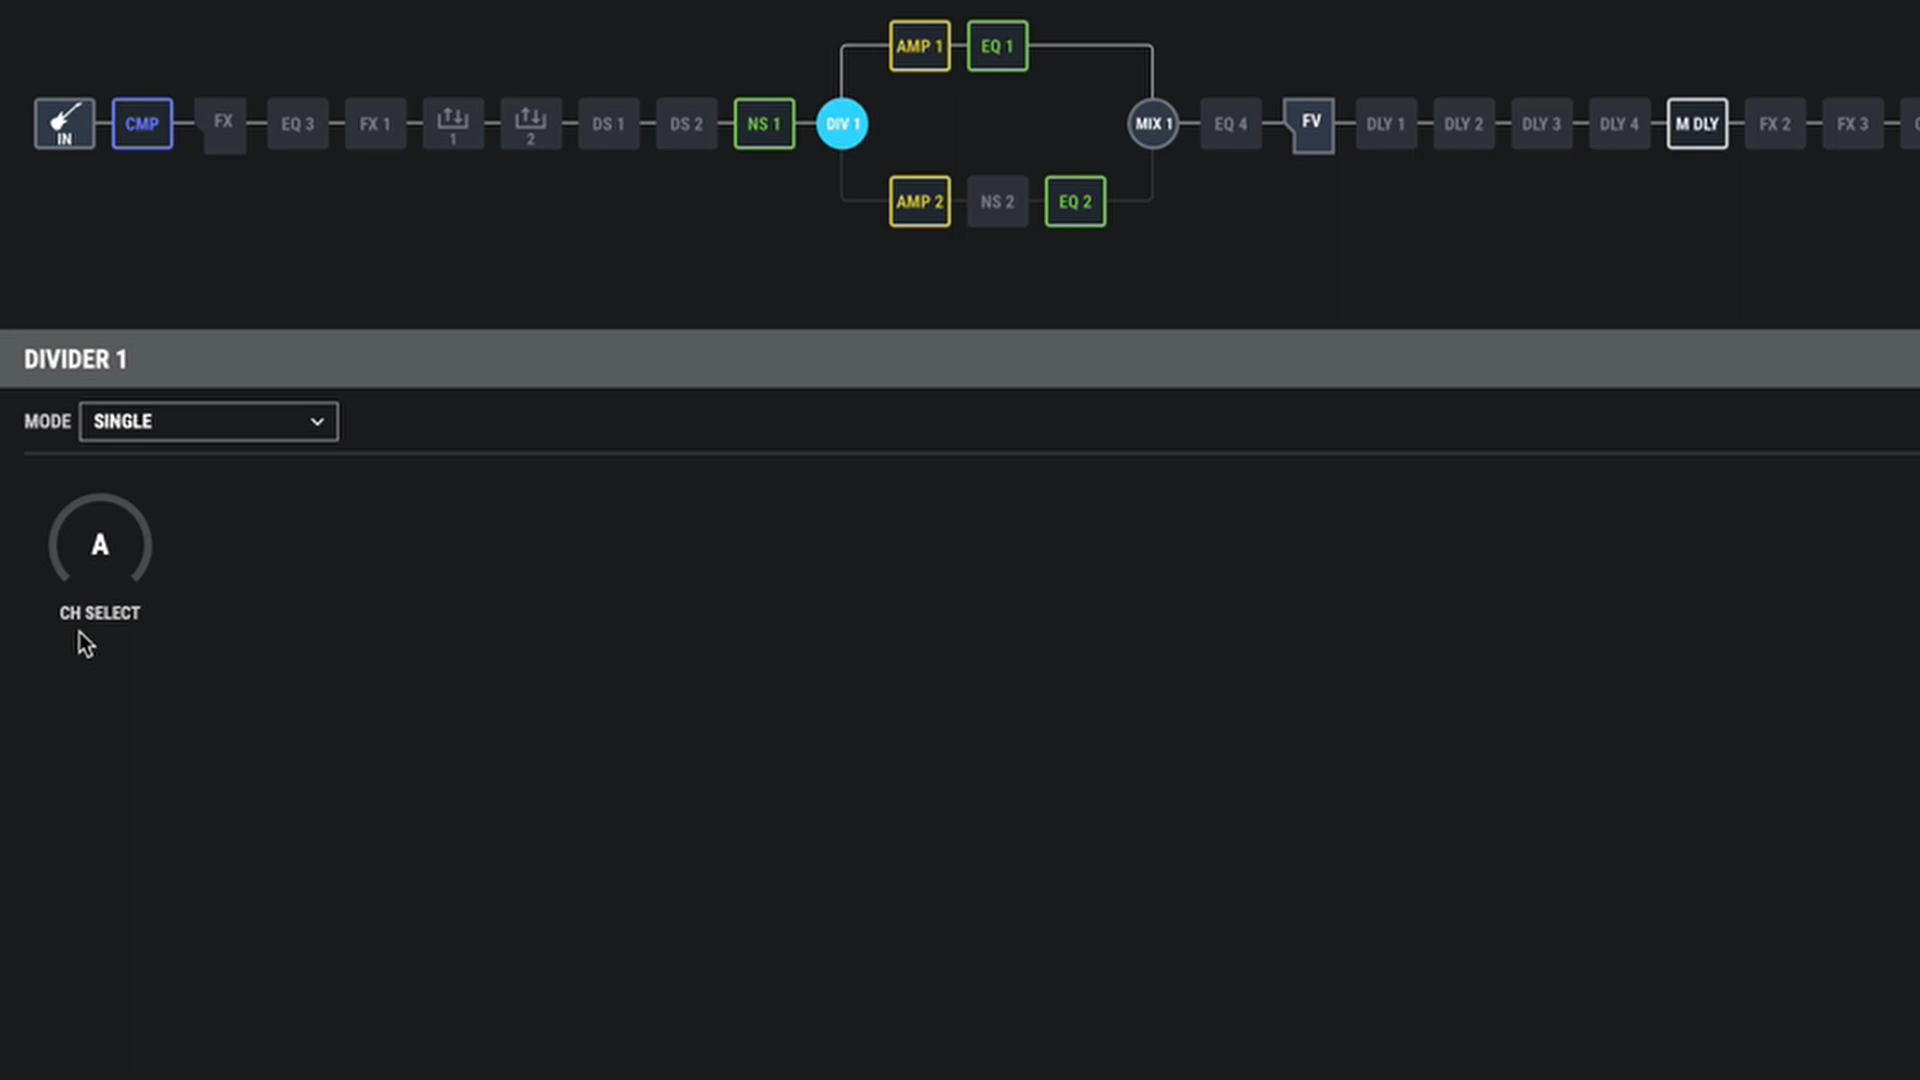 AMP 1 EQ 1
IN CMP FX EQ 3 FX 1 1 2 DS 1 DS 2 NS 1 DIV 1 MIX 1 EQ 4 FV DLY 1 DLY 2 DLY 3 DLY 4 M DLY FX 2 FX 3
AMP 2 NS 2 EQ 2
DIVIDER 1
MODE SINGLE
A
CH SELECT